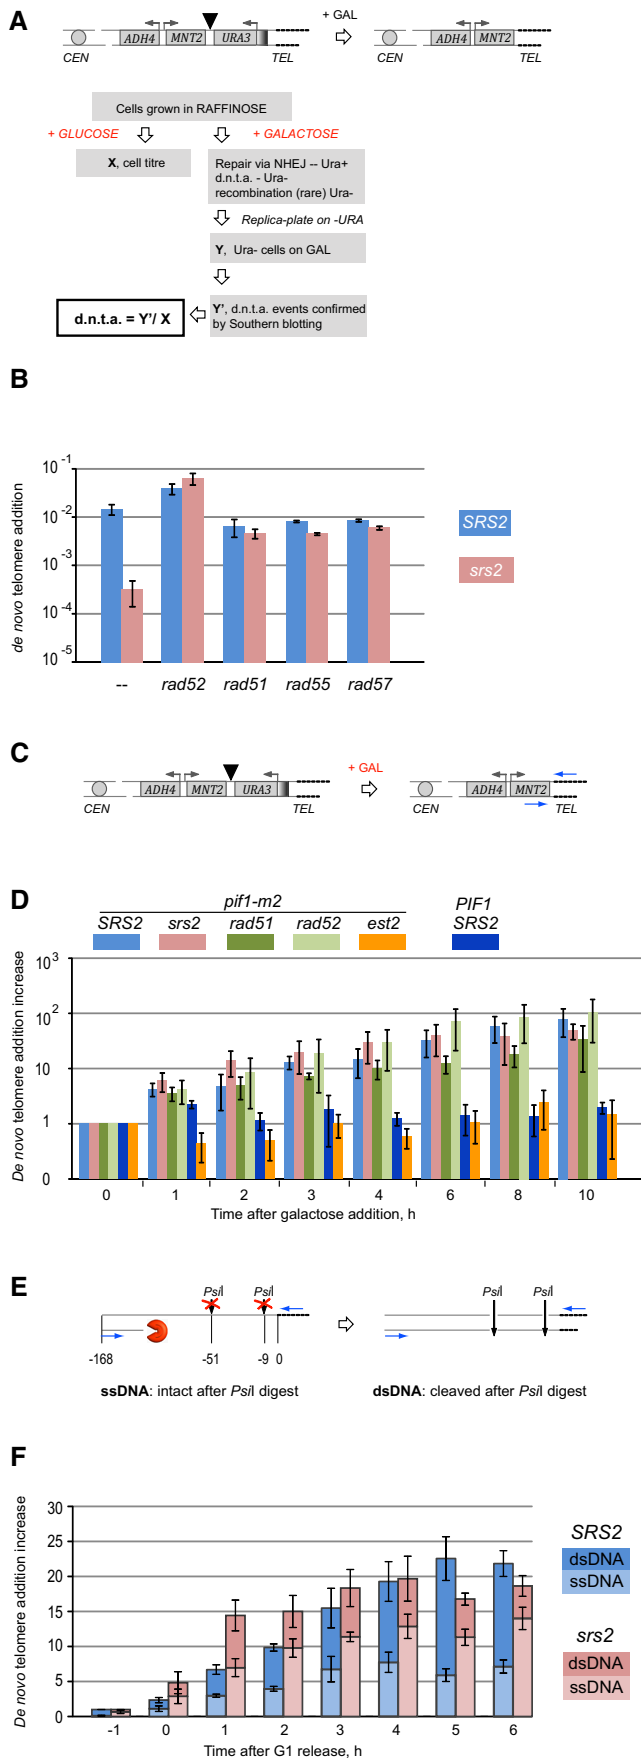 A
+ GAL
ADH4 MNT2 URA3 ADH4 MNT2
CEN TEL CEN TEL
Cells grown in RAFFINOSE
+ GLUCOSE + GALACTOSE
X, cell titre
Repair via NHEJ -- Ura+
d.n.t.a. - Ura-
recombination (rare) Ura-
Replica-plate on -URA
Y, Ura- cells on GAL
Y', d.n.t.a. events confirmed
by Southern blotting
d.n.t.a. = Y'/ X
B
de novo telomere addition
10-1
10-2
10-3
10-4
10-5
-- rad52 rad51 rad55 rad57
SRS2
srs2
C
+ GAL
ADH4 MNT2 URA3 ADH4 MNT2
CEN TEL CEN TEL
D
pif1-m2 PIF1
SRS2 srs2 rad51 rad52 est2 SRS2
De novo telomere addition increase
103
102
10
1
0
0 1 2 3 4 6 8 10
Time after galactose addition, h
E
PsiI PsiI PsiI PsiI
-168 -51 -9 0
ssDNA: intact after PsiI digest dsDNA: cleaved after PsiI digest
F
De novo telomere addition increase
30
25
20
15
10
5
0
-1 0 1 2 3 4 5 6
Time after G1 release, h
SRS2
dsDNA
ssDNA
srs2
dsDNA
ssDNA